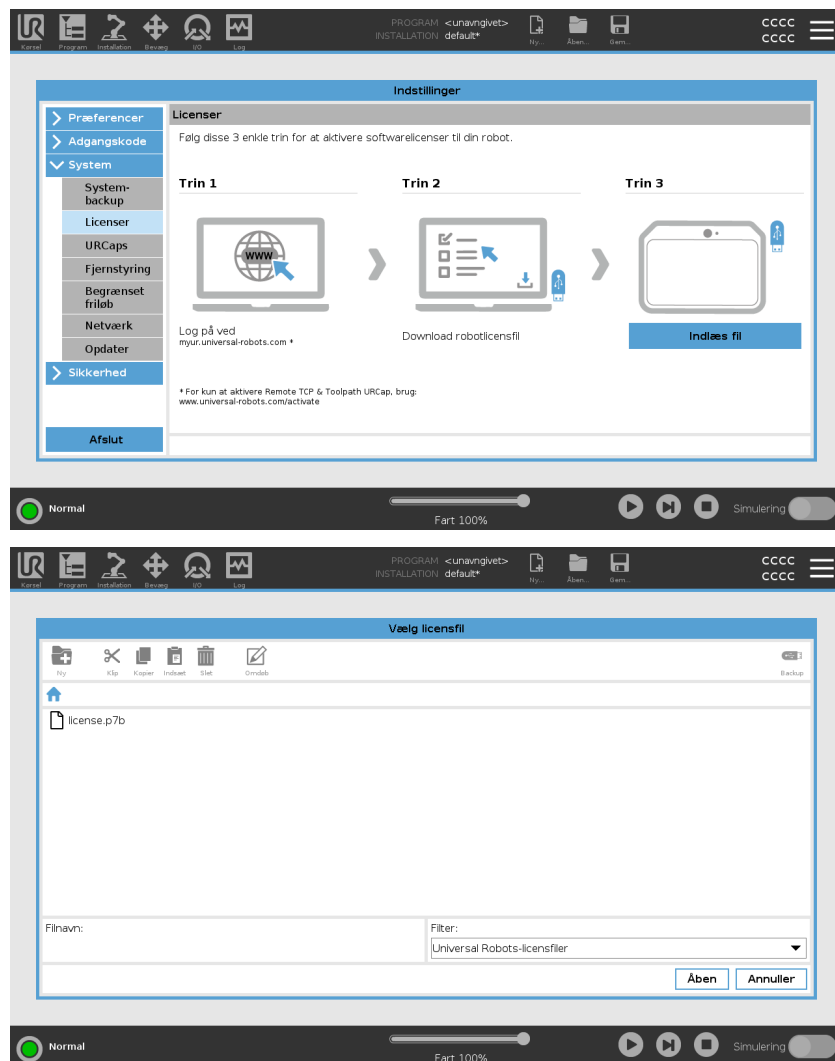 PROGRAM <unavngivet>
INSTALLATION default*
Kørsel Program Installation Bevæg I/O Log Ny... Åben... Gem...
CCCC
CCCC
Indstillinger
Præferencer
Adgangskode
System
System-
backup
Licenser
URCaps
Fjernstyring
Begrænset
friløb
Netværk
Opdater
Sikkerhed
Afslut
Licenser
Følg disse 3 enkle trin for at aktivere softwarelicenser til din robot.
Trin 1
www
Log på ved
myur.universal-robots.com *
Trin 2
Download robotlicensfil
Trin 3
Indlæs fil
* For kun at aktivere Remote TCP & Toolpath URCap, brug:
www.universal-robots.com/activate
Normal
Fart 100%
Simulering
PROGRAM <unavngivet>
INSTALLATION default*
Kørsel Program Installation Bevæg I/O Log Ny... Åben... Gem...
CCCC
CCCC
Vælg licensfil
Ny Klip Kopier Indsæt Slet Omdøb Backup
license.p7b
Filnavn:
Filter:
Universal Robots-licensfiler
Åben Annuller
Normal
Fart 100%
Simulering